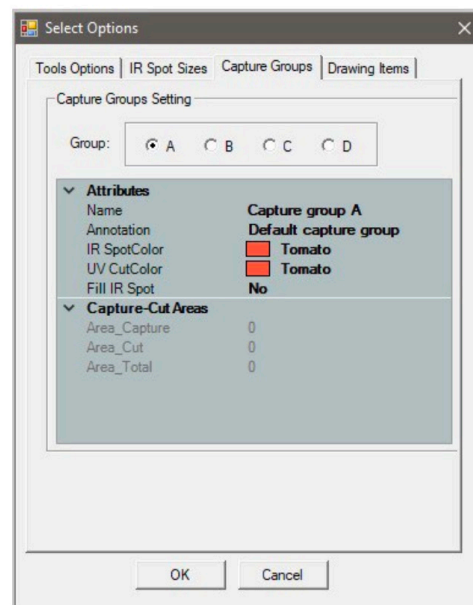 Select Options
Tools Options IR Spot Sizes Capture Groups Drawing Items
Capture Groups Setting
Group: A B C D
Attributes
Name Capture group A
Annotation Default capture group
IR SpotColor Tomato
UV CutColor Tomato
Fill IR Spot No
Capture-Cut Areas
Area_Capture 0
Area_Cut 0
Area_Total 0
OK Cancel